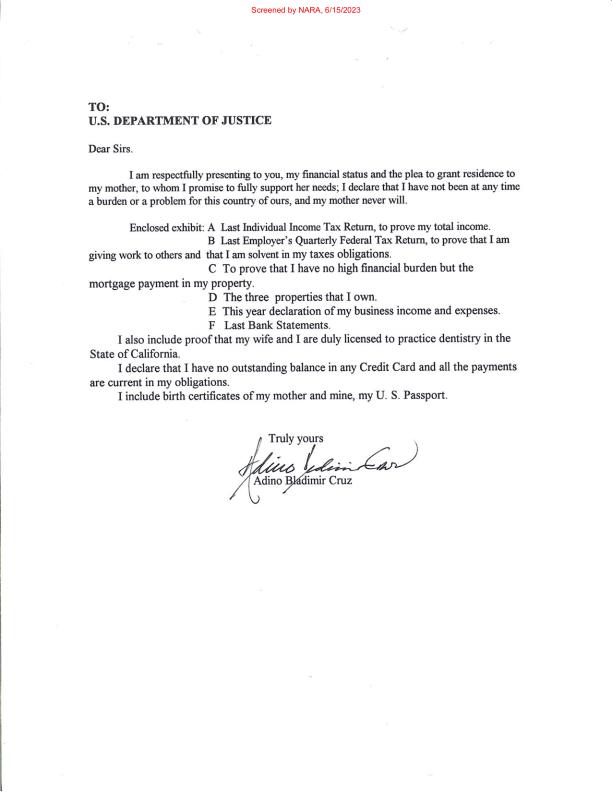 Screened by NARA, 6/15/2023
TO:
U.S. DEPARTMENT OF JUSTICE
Dear Sirs.
I am respectfully presenting to you, my financial status and the plea to grant residence to
my mother, to whom I promise to fully support her needs; I declare that I have not been at any time
a burden or a problem for this country of ours, and my mother never will.
Enclosed exhibit: A Last Individual Income Tax Return, to prove my total income.
B Last Employer's Quarterly Federal Tax Return, to prove that I am
giving work to others and that I am solvent in my taxes obligations.
C To prove that I have no high financial burden but the
mortgage payment in my property.
D The three properties that I own.
E This year declaration of my business income and expenses.
F Last Bank Statements.
I also include proof that my wife and I are duly licensed to practice dentistry in the
State of California.
I declare that I have no outstanding balance in any Credit Card and all the payments
are current in my obligations.
I include birth certificates of my mother and mine, my U. S. Passport.
Truly yours
Adino Bladimir Cruz